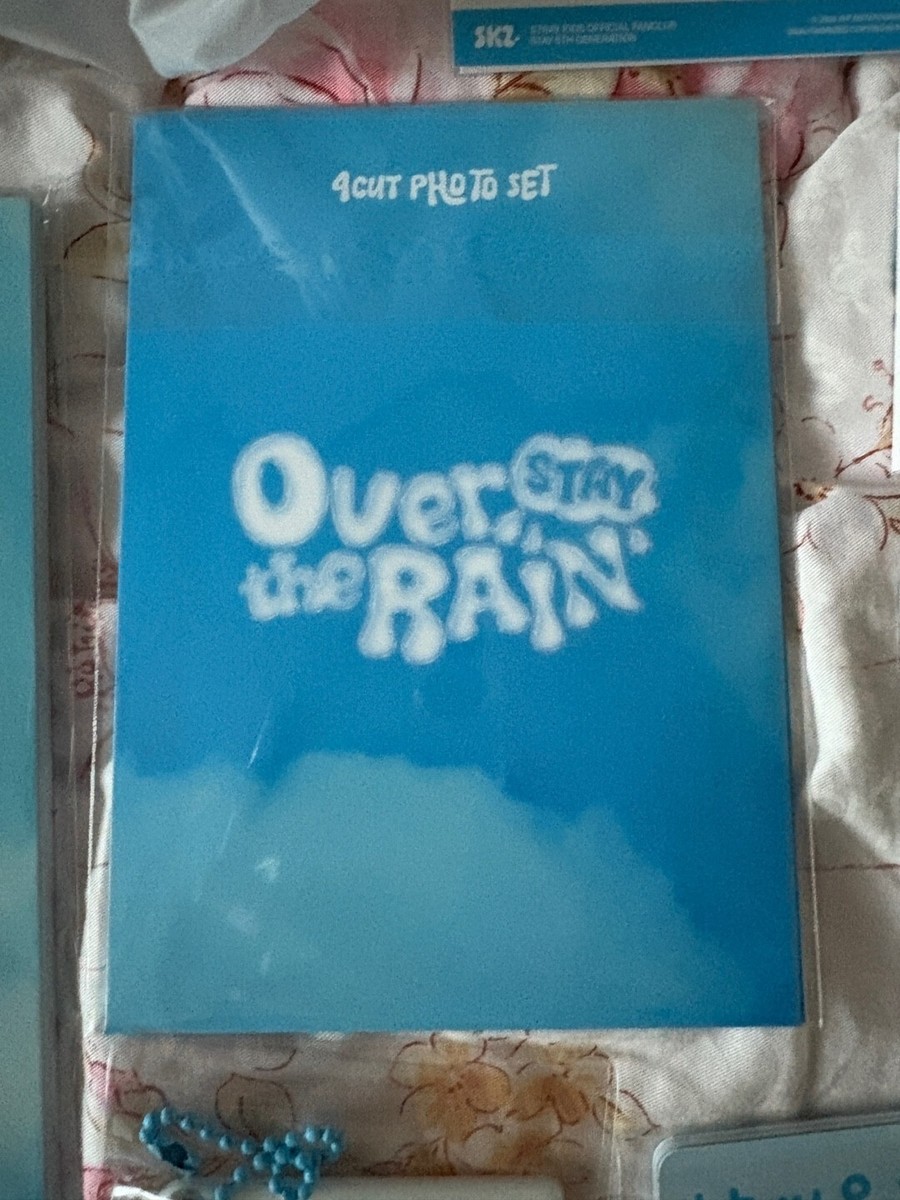 SKZ
STRAY KIDS OFFICIAL FANCLUB
STAY 5TH GENERATION
4CUT PHOTO SET
Over STAY
the RAIN